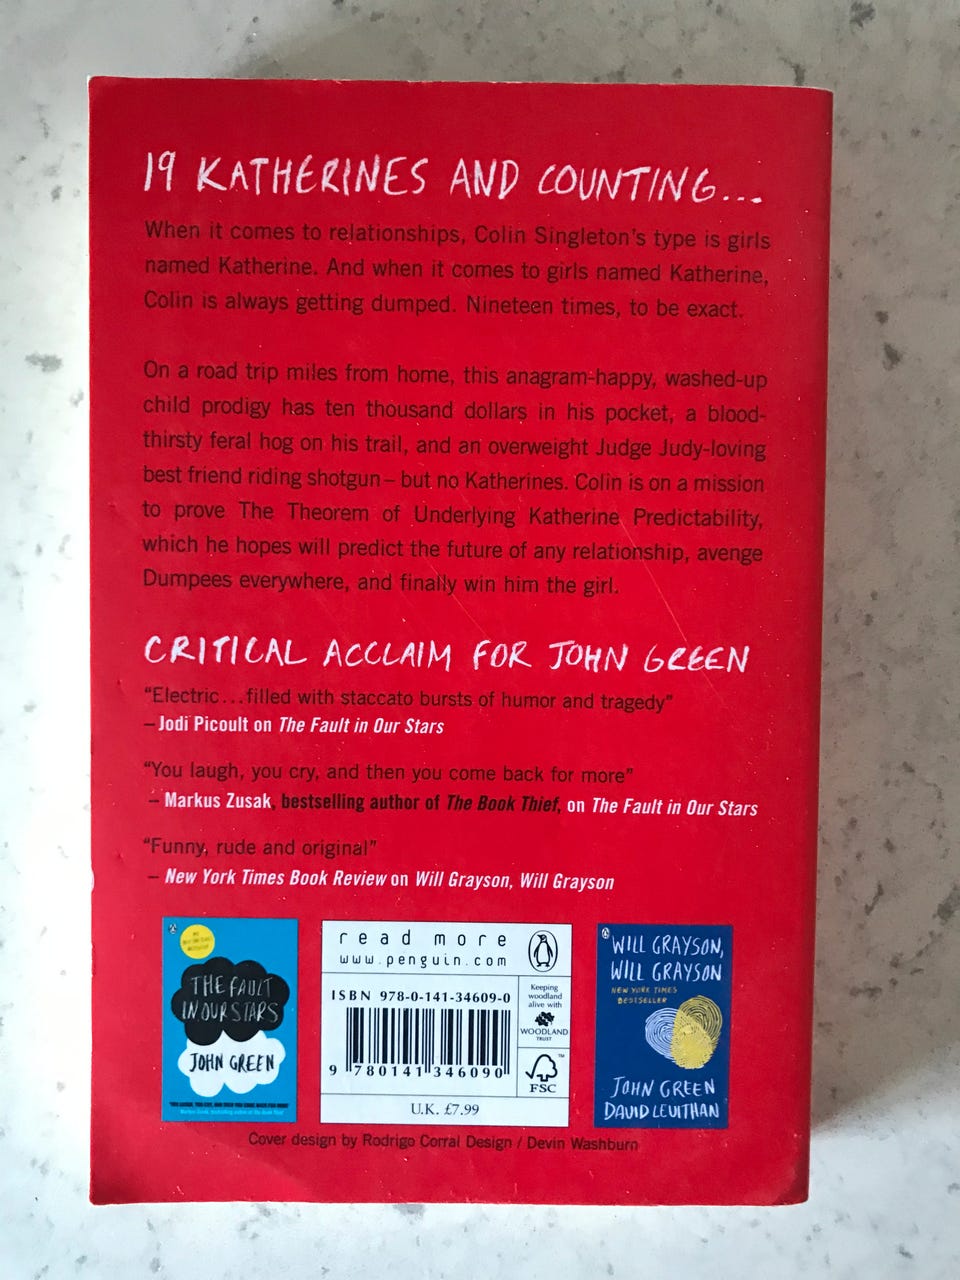 19 KATHERINES AND COUNTING...
When it comes to relationships, Colin Singleton's type is girls
named Katherine. And when it comes to girls named Katherine,
Colin is always getting dumped. Nineteen times, to be exact.
On a road trip miles from home, this anagram-happy, washed-up
child prodigy has ten thousand dollars in his pocket, a blood-
thirsty feral hog on his trail, and an overweight Judge Judy-loving
best friend riding shotgun – but no Katherines. Colin is on a mission
to prove The Theorem of Underlying Katherine Predictability,
which he hopes will predict the future of any relationship, avenge
Dumpees everywhere, and finally win him the girl.
CRITICAL ACCLAIM FOR JOHN GREEN
“Electric...filled with staccato bursts of humor and tragedy”
– Jodi Picoult on The Fault in Our Stars
“You laugh, you cry, and then you come back for more”
– Markus Zusak, bestselling author of The Book Thief, on The Fault in Our Stars
“Funny, rude and original”
– New York Times Book Review on Will Grayson, Will Grayson
THE FAULT
IN OUR STARS
JOHN GREEN
read more
www.penguin.com
ISBN 978-0-141-34609-0
9 780141 346090
Keeping
woodland
alive with
WOODLAND
TRUST
FSC
™
U.K. £7.99
WILL GRAYSON,
WILL GRAYSON
NEW YORK TIMES
BESTSELLER
JOHN GREEN
DAVID LEVITHAN
Cover design by Rodrigo Corral Design / Devin Washburn